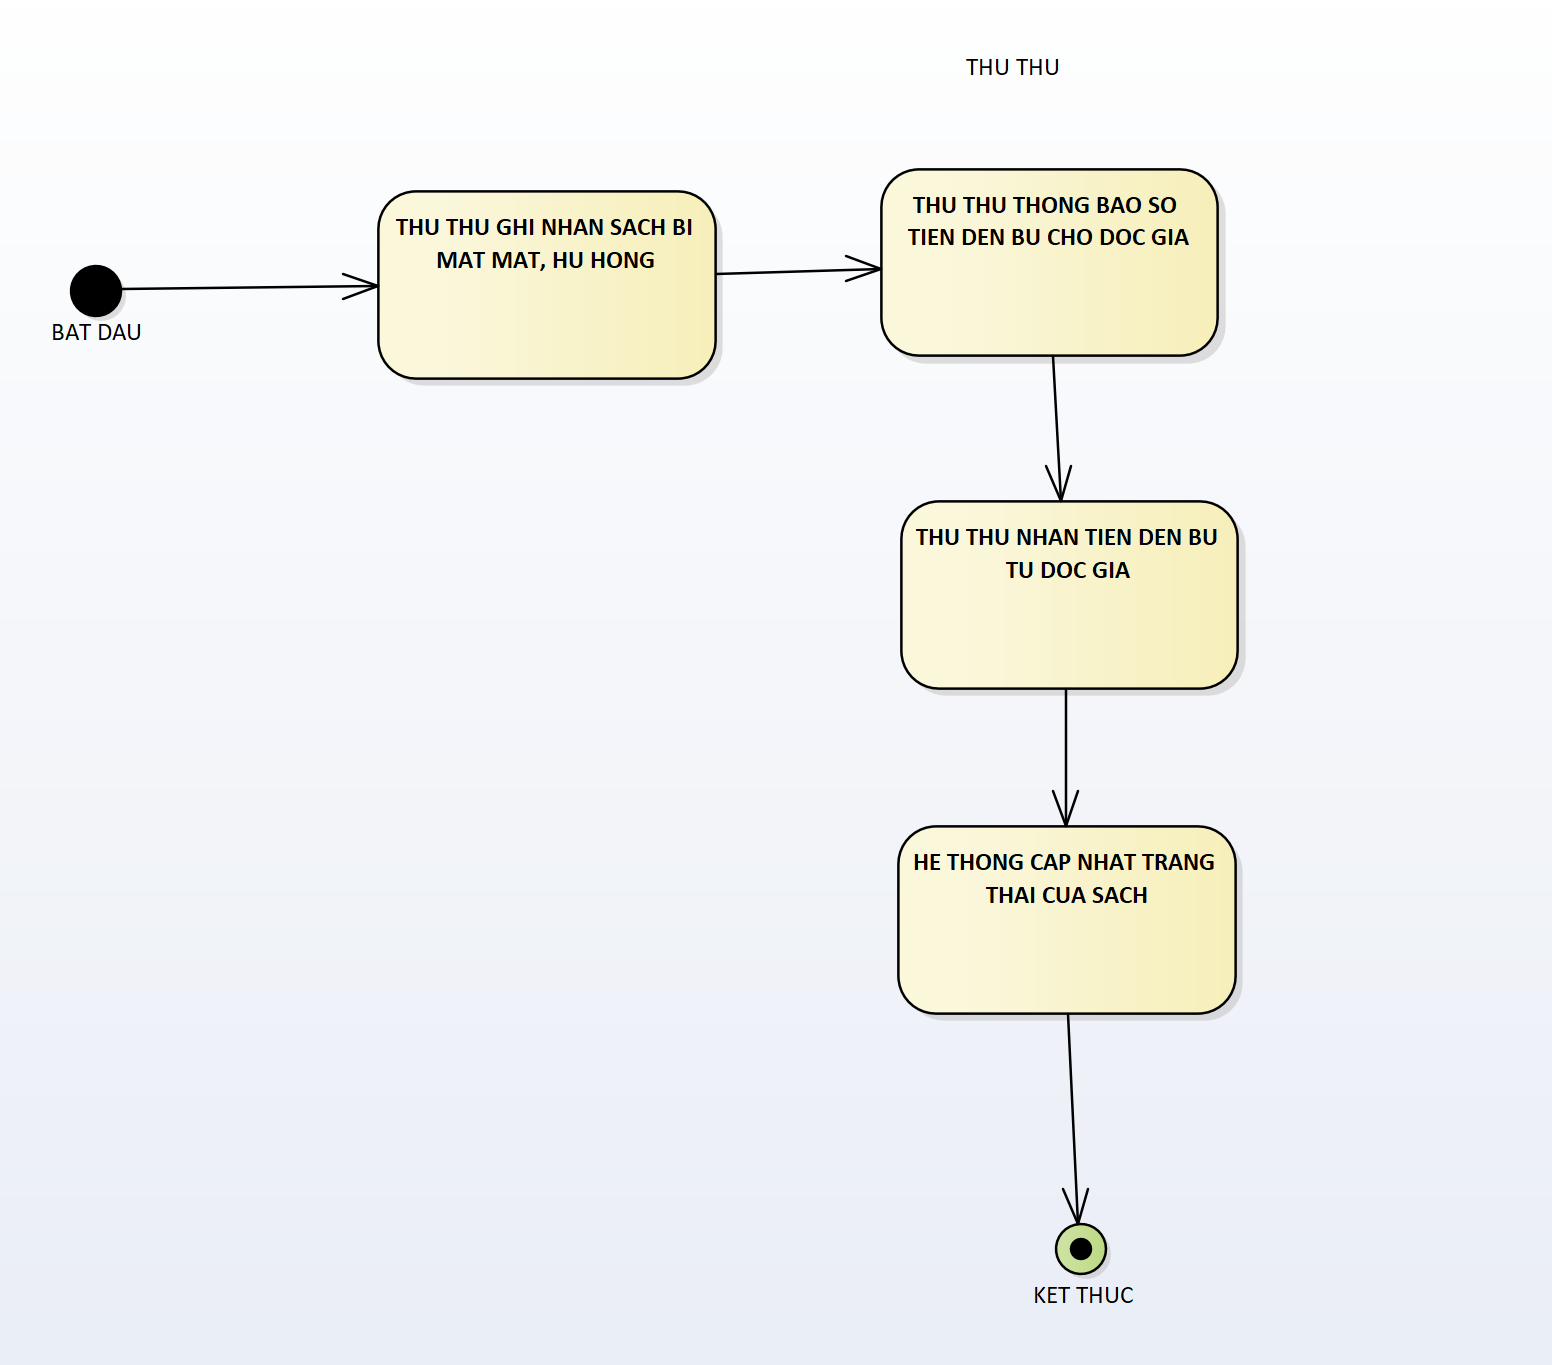 THU THU
BAT DAU
THU THU GHI NHAN SACH BI
MAT MAT, HU HONG
THU THU THONG BAO SO
TIEN DEN BU CHO DOC GIA
THU THU NHAN TIEN DEN BU
TU DOC GIA
HE THONG CAP NHAT TRANG
THAI CUA SACH
KET THUC